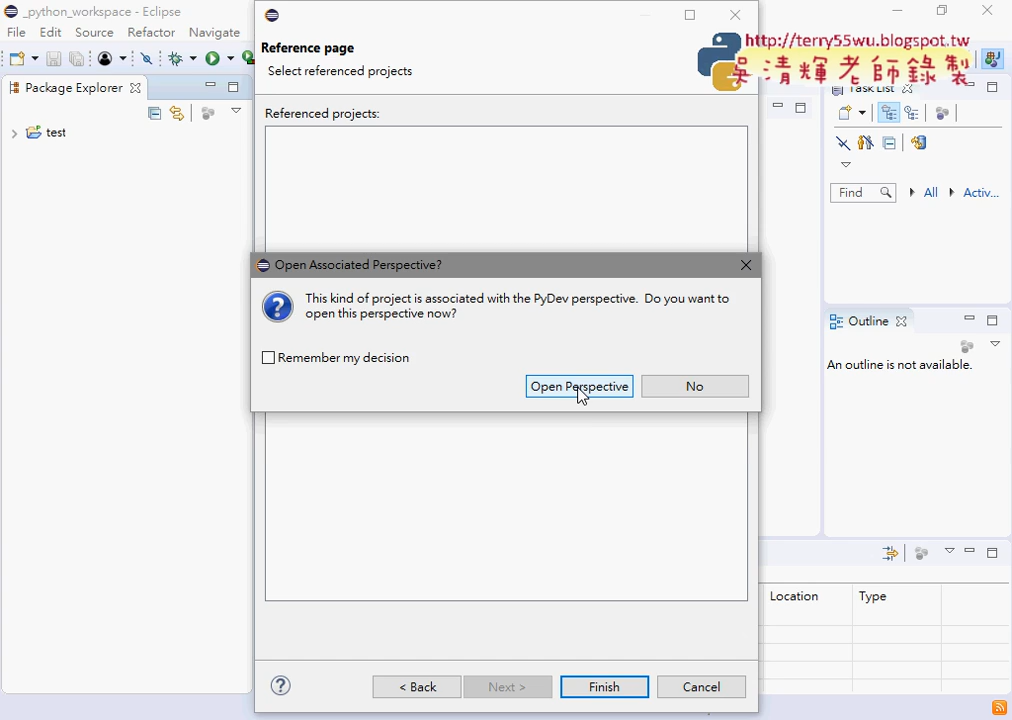 _python_workspace - Eclipse
File Edit Source Refactor Navigate
Package Explorer
test
Reference page
Select referenced projects
Referenced projects:
http://terry55wu.blogspot.tw
吳清輝老師錄製
Task List
Find All Activ...
Open Associated Perspective?
This kind of project is associated with the PyDev perspective. Do you want to
open this perspective now?
Remember my decision
Open Perspective No
Outline
An outline is not available.
Location Type
< Back Next > Finish Cancel